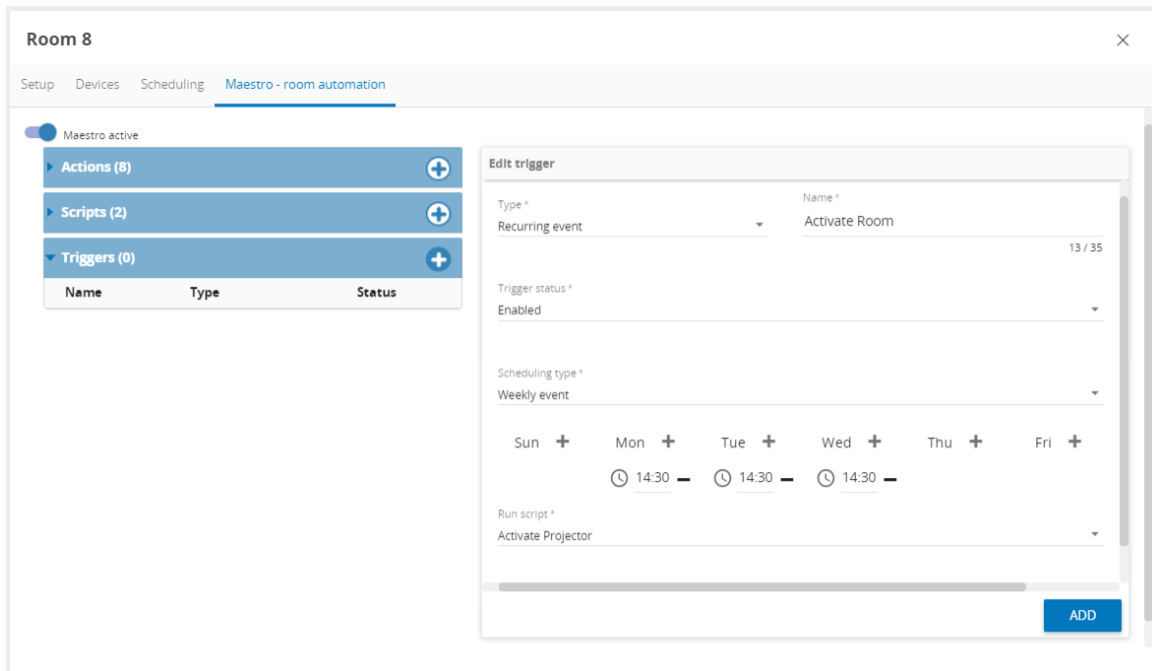 Room 8
Setup Devices Scheduling Maestro - room automation
Maestro active
Actions (8)
Scripts (2)
Triggers (0)
Name Type Status
Edit trigger
Type *
Recurring event
Name *
Activate Room
13 / 35
Trigger status *
Enabled
Scheduling type *
Weekly event
Sun + Mon + Tue + Wed + Thu + Fri +
14:30 14:30 14:30
Run script *
Activate Projector
ADD